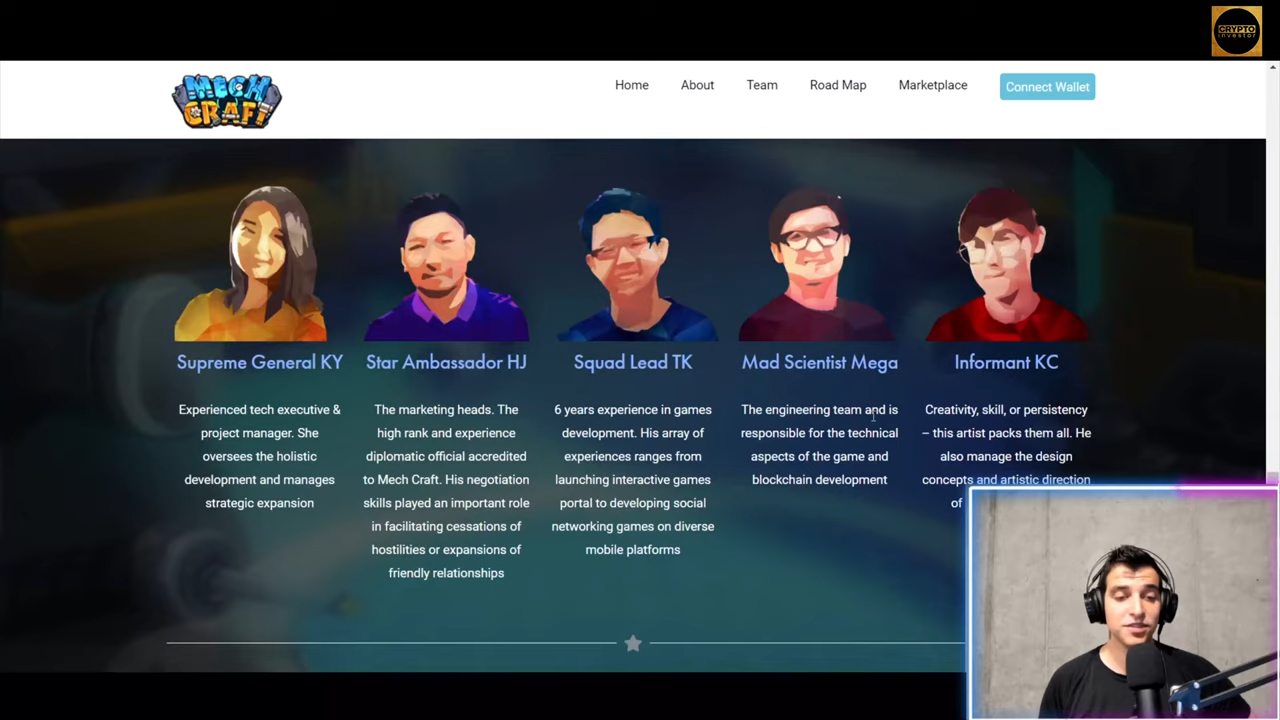 CRYPTO
investor
MECH
CRAFT
Home
About
Team
Road Map
Marketplace
Connect Wallet
Supreme General KY
Experienced tech executive &
project manager. She
oversees the holistic
development and manages
strategic expansion
Star Ambassador HJ
The marketing heads. The
high rank and experience
diplomatic official accredited
to Mech Craft. His negotiation
skills played an important role
in facilitating cessations of
hostilities or expansions of
friendly relationships
Squad Lead TK
6 years experience in games
development. His array of
experiences ranges from
launching interactive games
portal to developing social
networking games on diverse
mobile platforms
Mad Scientist Mega
The engineering team and is
responsible for the technical
aspects of the game and
blockchain development
Informant KC
Creativity, skill, or persistency
– this artist packs them all. He
also manage the design
concepts and artistic direction
of